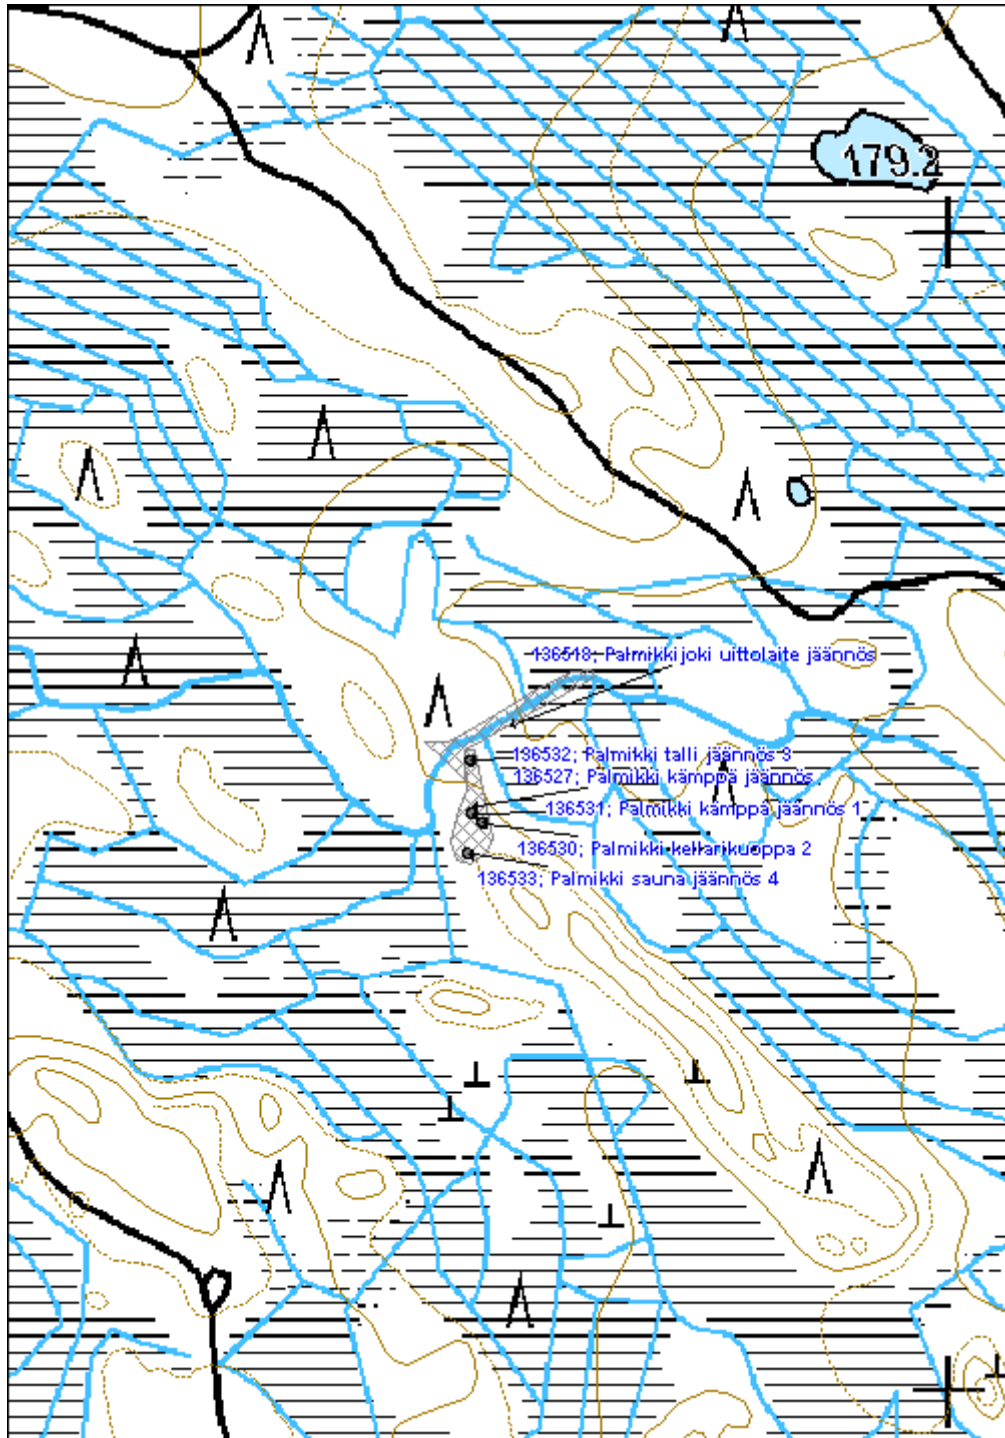 179.2
136518; Palmikkijoki uittolaite jäännös
136532; Palmikki talli jäännös 3
136527; Palmikki kämppä jäännös
136531; Palmikki kämppä jäännös 1
136530; Palmikki kellarikuoppa 2
136533; Palmikki sauna jäännös 4